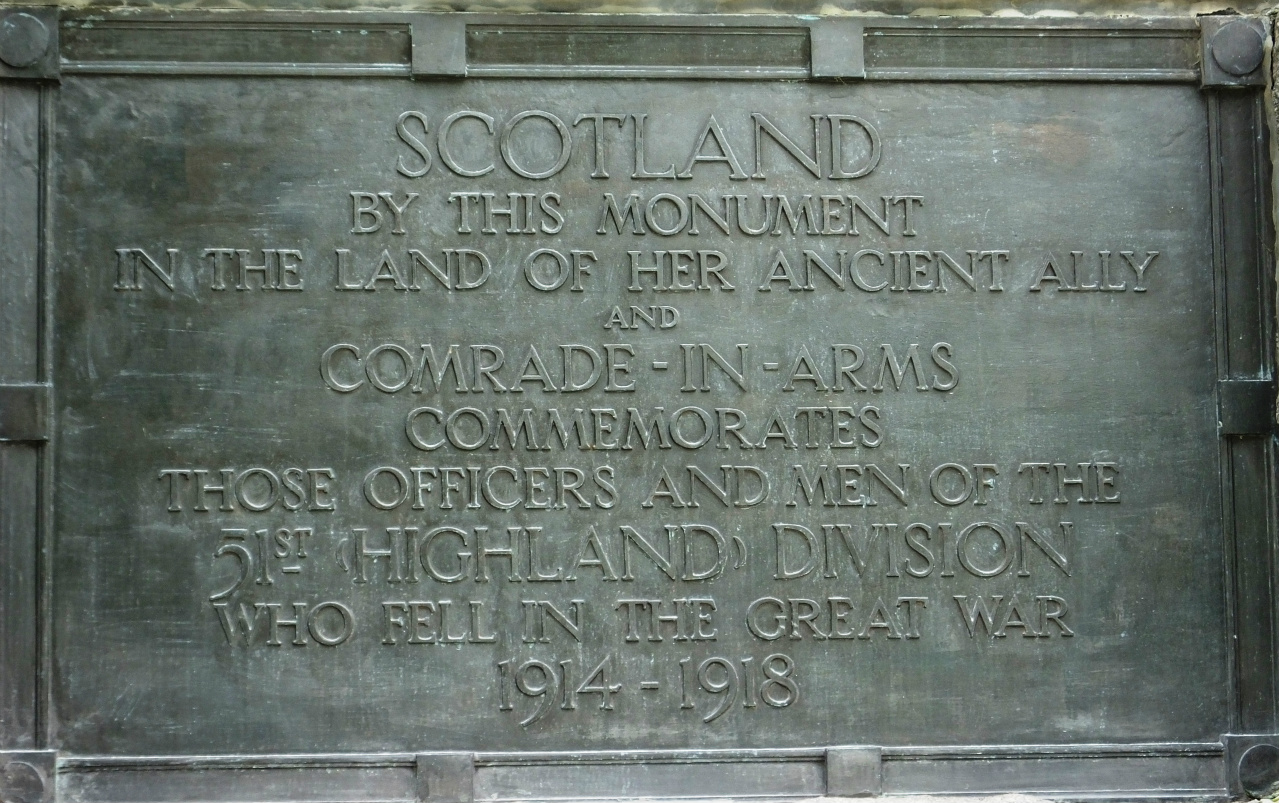 SCOTLAND
BY THIS MONUMENT
IN THE LAND OF HER ANCIENT ALLY
AND
COMRADE-IN-ARMS
COMMEMORATES
THOSE OFFICERS AND MEN OF THE
51ST (HIGHLAND) DIVISION
WHO FELL IN THE GREAT WAR
1914-1918